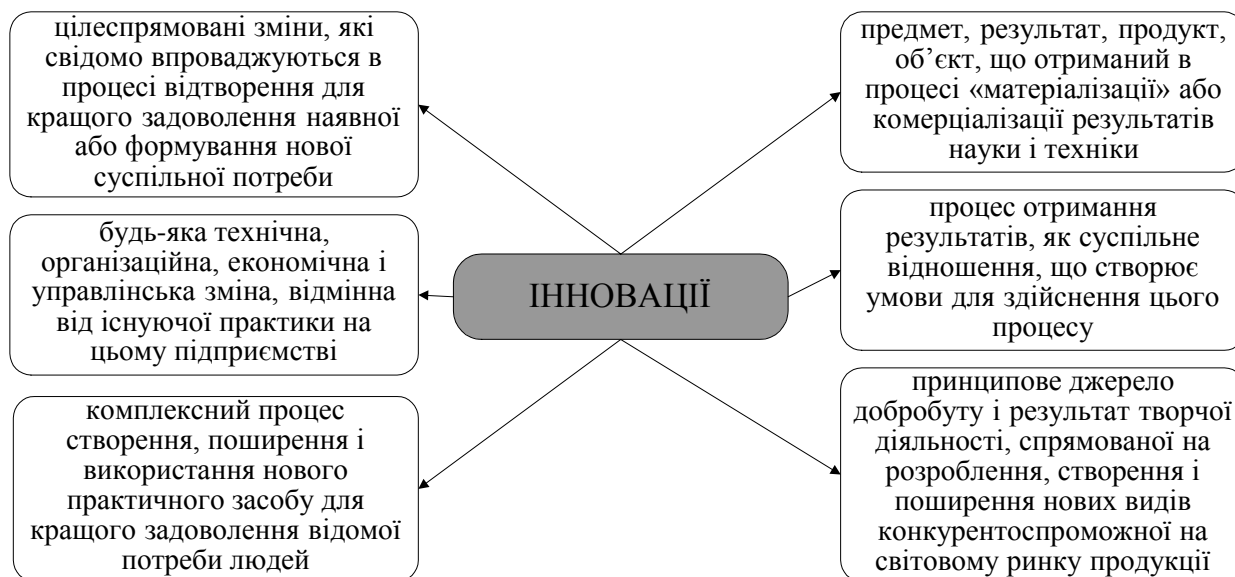 цілеспрямовані зміни, які
свідомо впроваджуються в
процесі відтворення для
кращого задоволення наявної
або формування нової
суспільної потреби
будь-яка технічна,
організаційна, економічна і
управлінська зміна, відмінна
від існуючої практики на
цьому підприємстві
комплексний процес
створення, поширення і
використання нового
практичного засобу для
кращого задоволення відомої
потреби людей
ІННОВАЦІЇ
предмет, результат, продукт,
об’єкт, що отриманий в
процесі «матеріалізації» або
комерціалізації результатів
науки і техніки
процес отримання
результатів, як суспільне
відношення, що створює
умови для здійснення цього
процесу
принципове джерело
добробуту і результат творчої
діяльності, спрямованої на
розроблення, створення і
поширення нових видів
конкурентоспроможної на
світовому ринку продукції